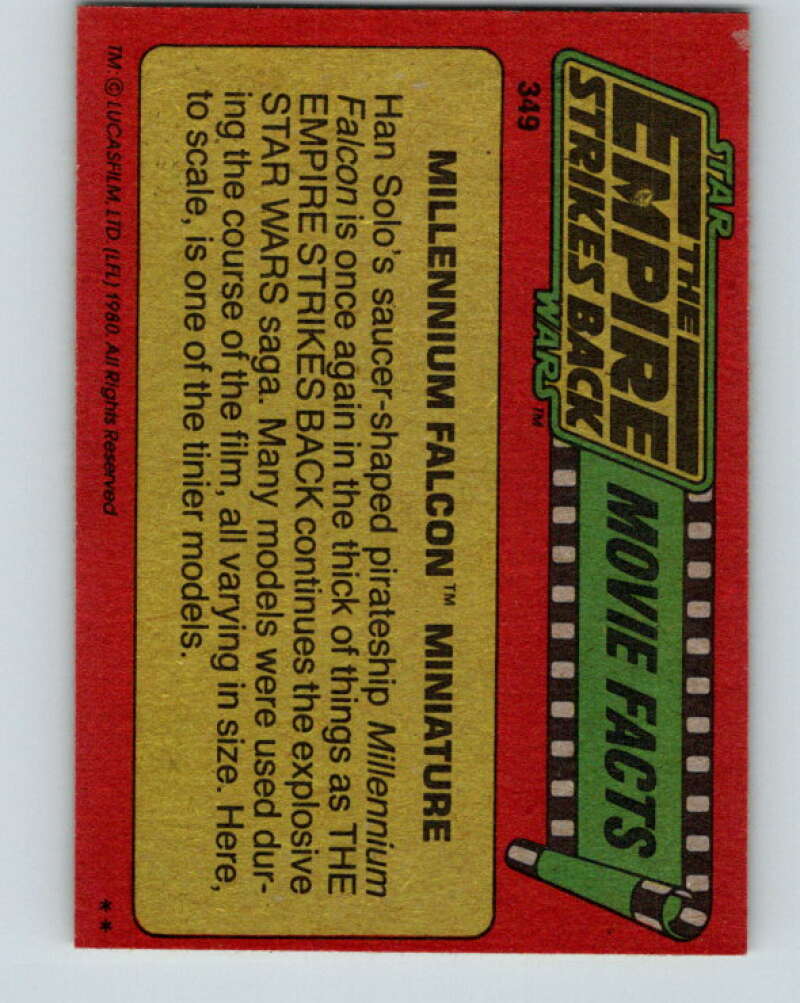 STAR
THE
EMPIRE
STRIKES BACK
WARS™
MOVIE FACTS
349
MILLENNIUM FALCON™ MINIATURE
Han Solo's saucer-shaped pirateship Millennium
Falcon is once again in the thick of things as THE
EMPIRE STRIKES BACK continues the explosive
STAR WARS saga. Many models were used dur-
ing the course of the film, all varying in size. Here,
to scale, is one of the tinier models.
TM: © LUCASFILM, LTD. (LFL) 1980. All Rights Reserved
**